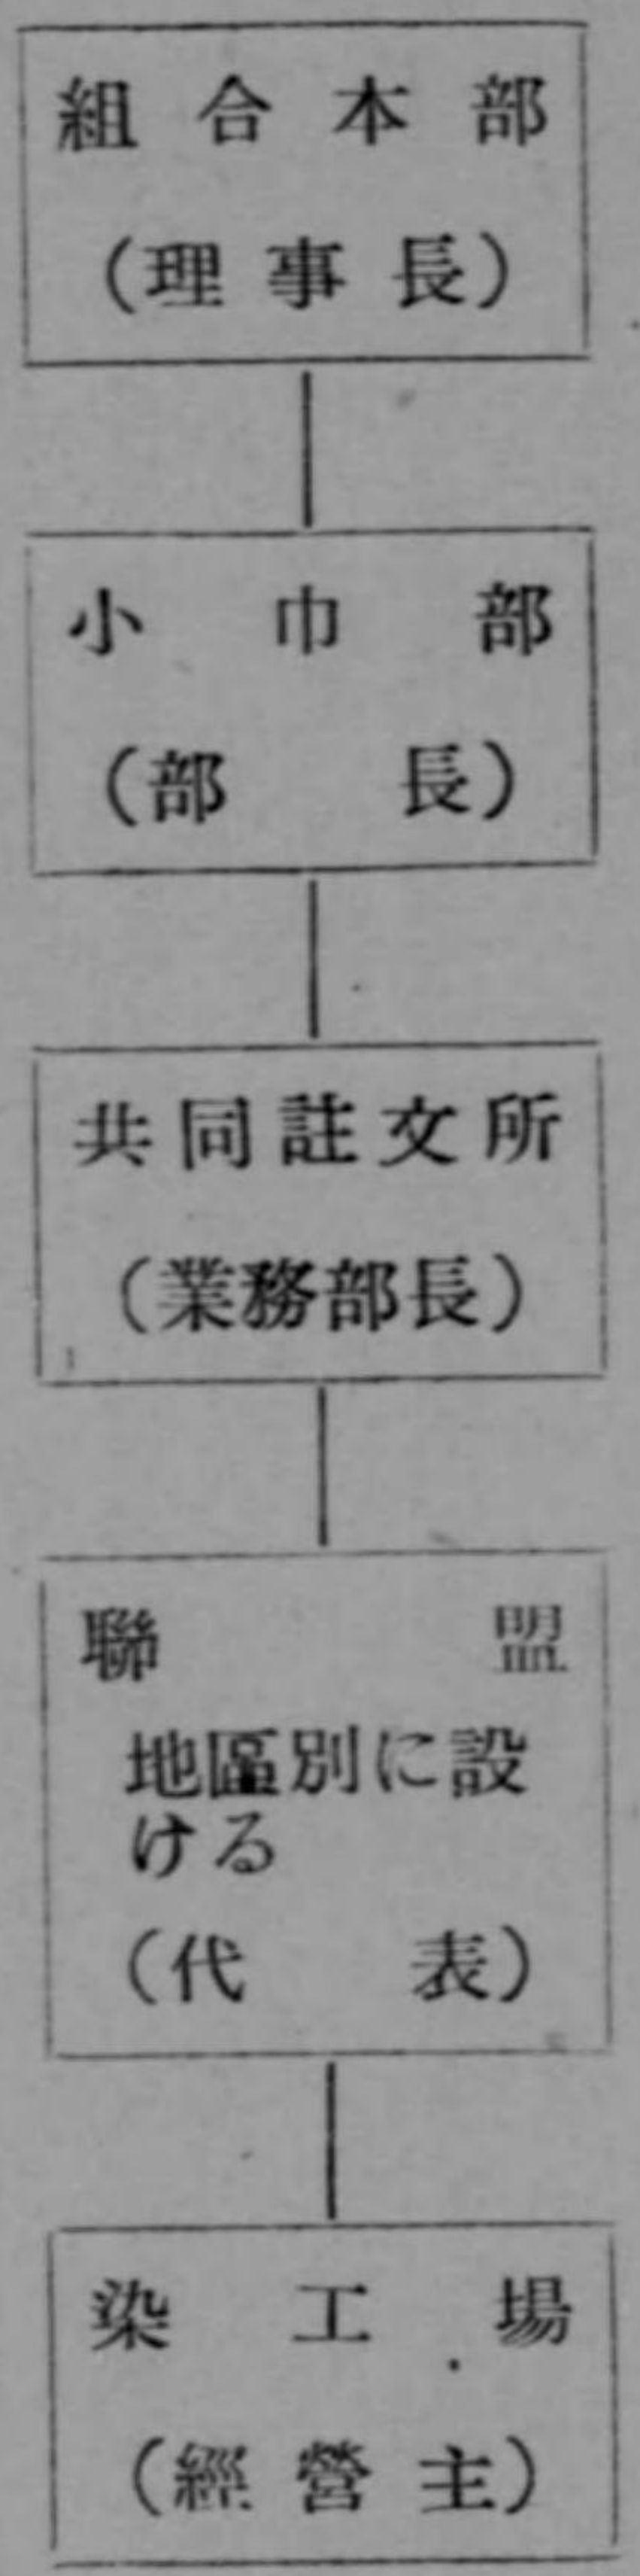 組合本部
（理事長）
小巾部
（部長）
共同註文所
（業務部長）
聯盟
地區別に設
ける
（代表）
染工場
（經營主）